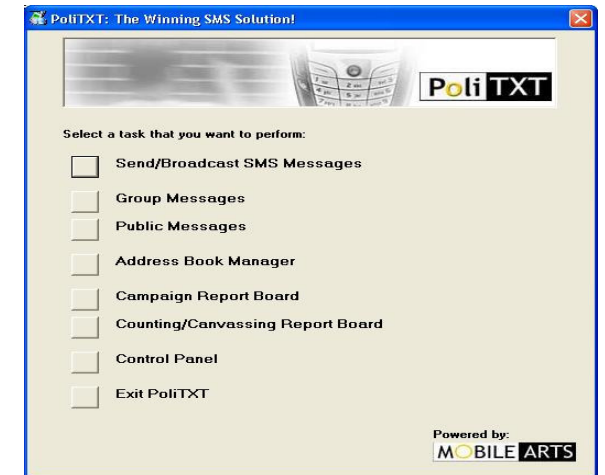 PoliTXT: The Winning SMS Solution!
Poli TXT
Select a task that you want to perform:
Send/Broadcast SMS Messages
Group Messages
Public Messages
Address Book Manager
Campaign Report Board
Counting/Canvassing Report Board
Control Panel
Exit PoliTXT
Powered by:
MOBILE ARTS